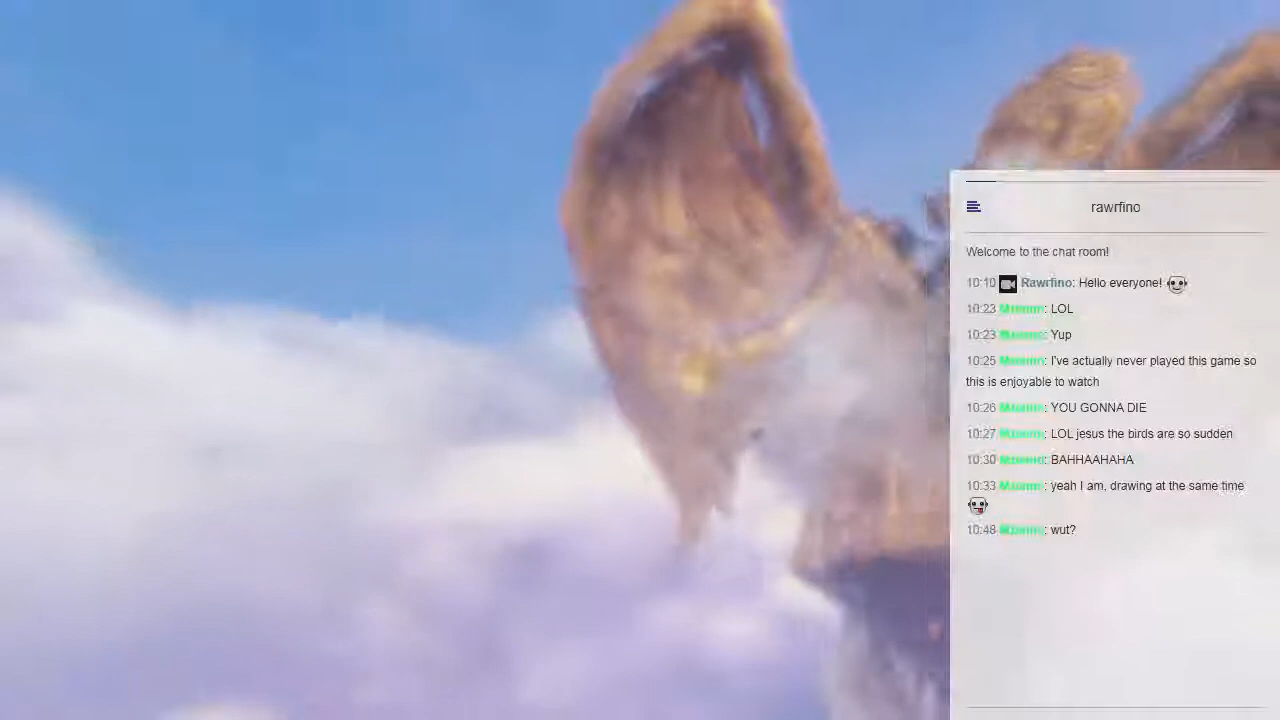 rawrfino
Welcome to the chat room!
10:10 Rawrfino: Hello everyone!
10:23 : LOL
10:23 : Yup
10:25 : I've actually never played this game so
this is enjoyable to watch
10:26 : YOU GONNA DIE
10:27 : LOL jesus the birds are so sudden
10:30 : BAHHAAHAHA
10:33 : yeah I am, drawing at the same time
10:48 : wut?